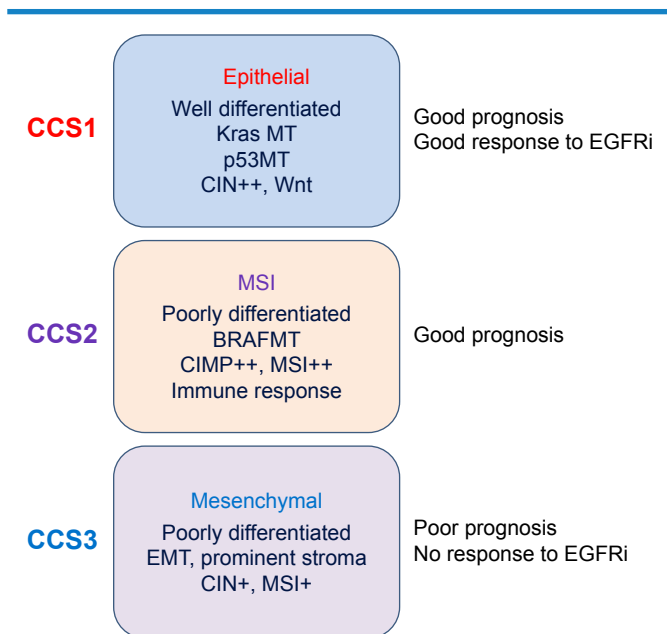 CCS1
Epithelial
Well differentiated
Kras MT
p53MT
CIN++, Wnt
Good prognosis
Good response to EGFRi
CCS2
MSI
Poorly differentiated
BRAFMT
CIMP++, MSI++
Immune response
Good prognosis
CCS3
Mesenchymal
Poorly differentiated
EMT, prominent stroma
CIN+, MSI+
Poor prognosis
No response to EGFRi